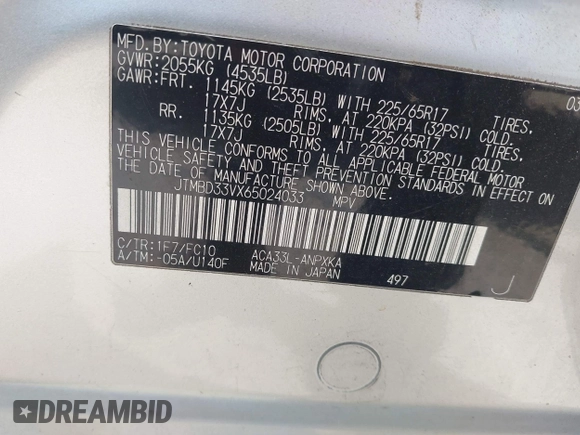 MFD. BY:TOYOTA MOTOR CORPORATION 03
GVWR:2055KG (4535LB)
GAWR:FRT. 1145KG (2535LB) WITH 225/65R17 TIRES.
17X7J RIMS, AT 220KPA (32PSI) COLD.
RR. 1135KG (2505LB) WITH 225/65R17 TIRES.
17X7J RIMS, AT 220KPA (32PSI) COLD.
THIS VEHICLE CONFORMS TO ALL APPLICABLE FEDERAL MOTOR
VEHICLE SAFETY AND THEFT PREVENTION STANDARDS IN EFFECT ON
THE DATE OF MANUFACTURE SHOWN ABOVE.
JTMBD33VX65024033 MPV
C/TR:1F7/FC10 ACA33L-ANPXKA
A/TM:-05A/U140F MADE IN JAPAN 497 J
DREAMBID